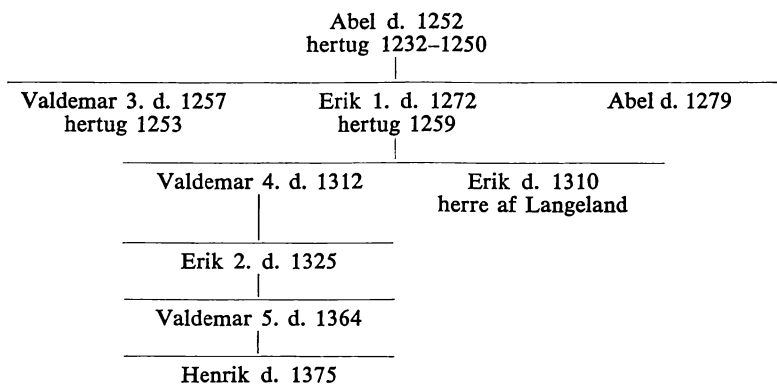 Abel d. 1252
hertug 1232–1250
Valdemar 3. d. 1257 Erik 1. d. 1272 Abel d. 1279
hertug 1253 hertug 1259
Valdemar 4. d. 1312 Erik d. 1310
herre af Langeland
Erik 2. d. 1325
Valdemar 5. d. 1364
Henrik d. 1375